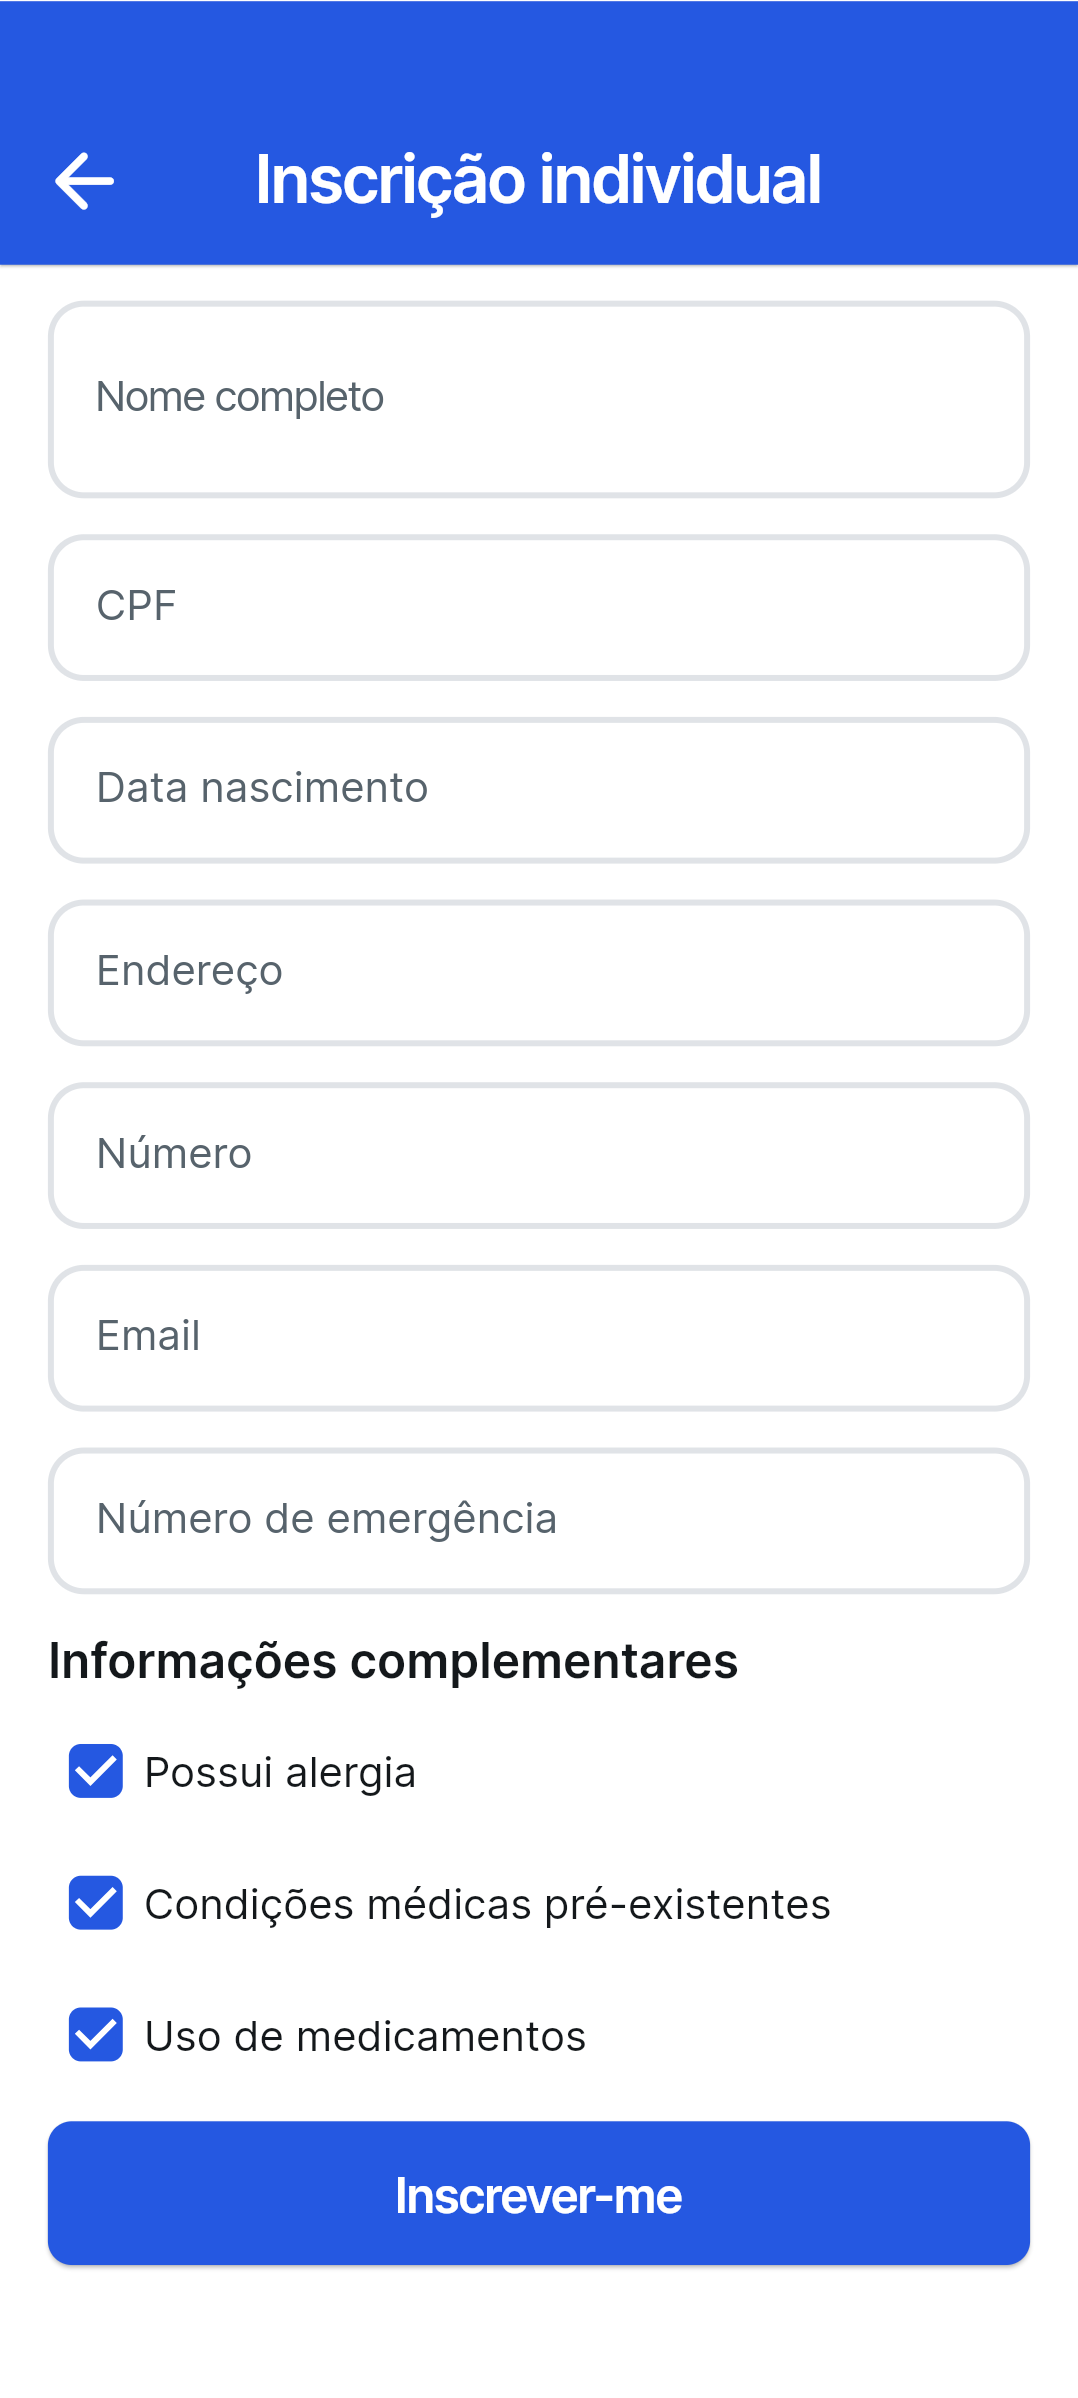 Inscrição individual
Nome completo
CPF
Data nascimento
Endereço
Número
Email
Número de emergência
Informações complementares
Possui alergia
Condições médicas pré-existentes
Uso de medicamentos
Inscrever-me